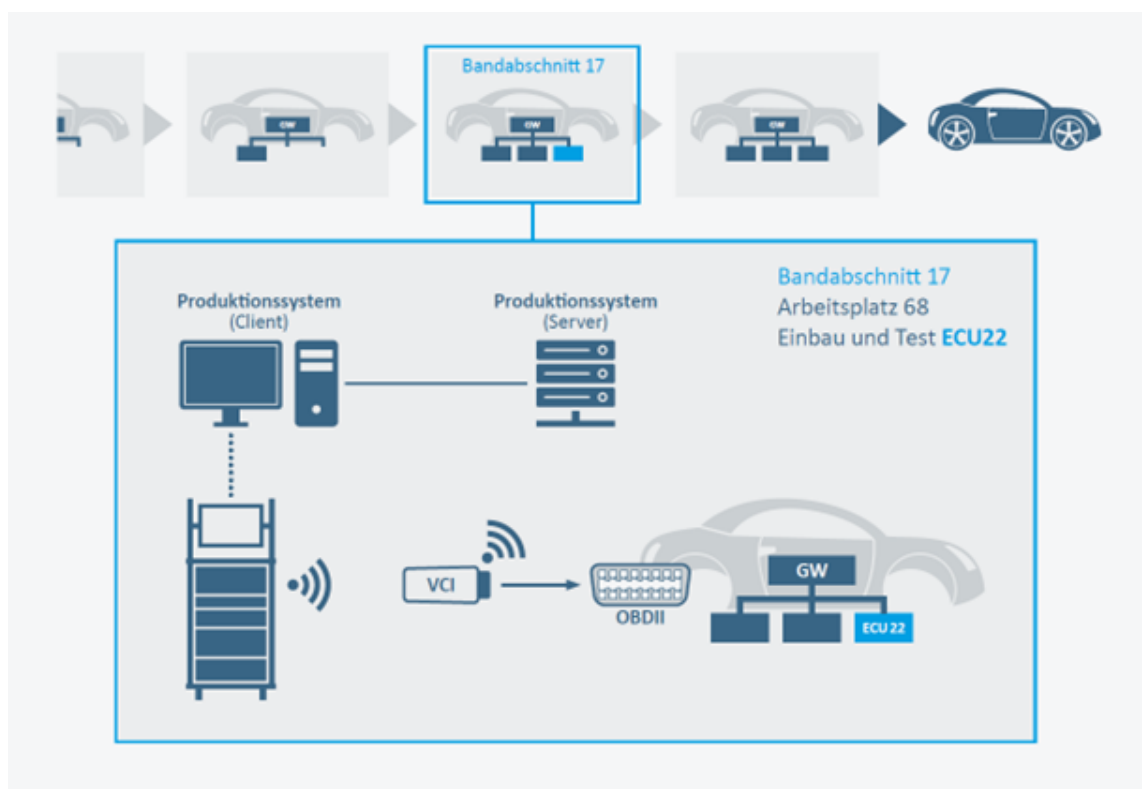 Bandabschnitt 17
GW
GW
GW
GW
Bandabschnitt 17
Arbeitsplatz 68
Einbau und Test ECU22
Produktionssystem
(Client)
Produktionssystem
(Server)
VCI
OBDII
GW
ECU 22